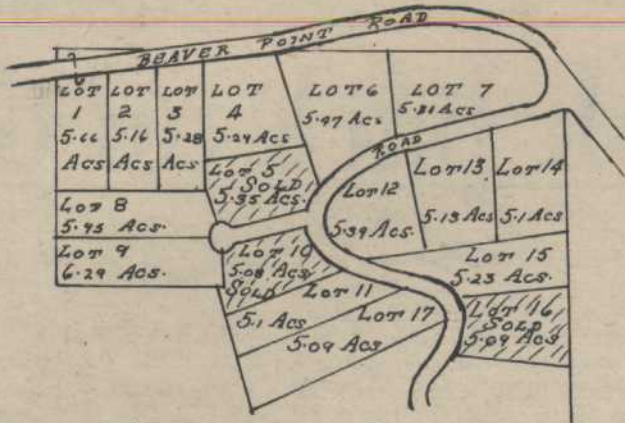 BEAVER POINT ROAD
LOT 1
5.66 Acs
LOT 2
5.16 Acs
LOT 3
5.28 Acs
LOT 4
5.24 Acs
LOT 5
SOLD
5.35 Acs.
LOT 6
5.47 Acs
LOT 7
5.31 Acs
ROAD
LOT 8
5.95 Acs.
LOT 9
6.29 Acs.
LOT 10
5.08 Acs
SOLD
LOT 11
5.1 Acs
LOT 12
5.39 Acs.
LOT 13
5.13 Acs
LOT 14
5.1 Acs
LOT 15
5.23 Acs.
LOT 16
SOLD
5.09 Acs
LOT 17
5.09 Acs